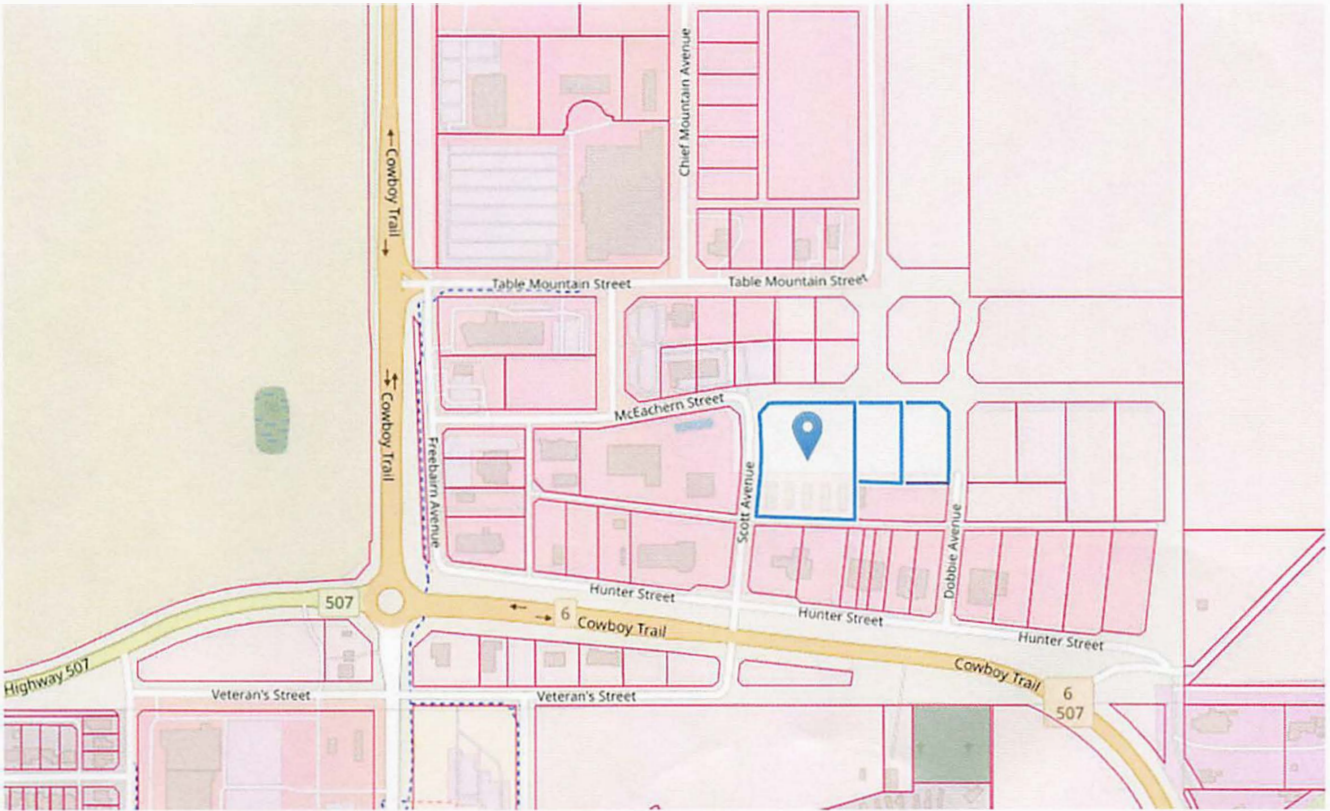 Chief Mountain Avenue
Cowboy Trail
Table Mountain Street
Table Mountain Street
McEachern Street
Cowboy Trail
Freebairn Avenue
Scott Avenue
Dobbie Avenue
Hunter Street
Hunter Street
Hunter Street
507
6
Cowboy Trail
Cowboy Trail
Highway 507
Veteran's Street
Veteran's Street
6
507